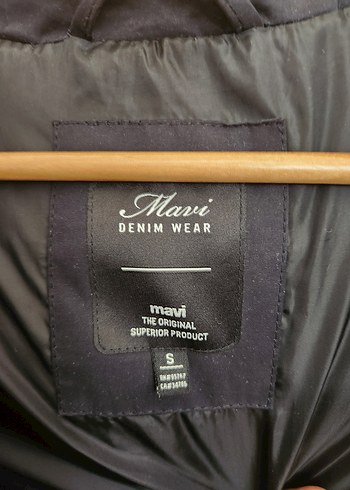 Mavi
DENIM WEAR
mavi
THE ORIGINAL
SUPERIOR PRODUCT
S